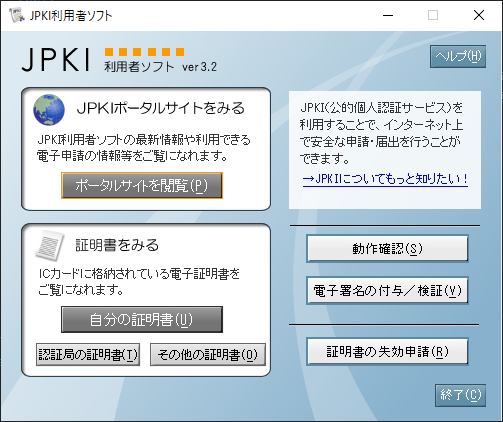 JPKI利用者ソフト
JPKI
利用者ソフト ver3.2
ヘルプ(H)
JPKIポータルサイトをみる
JPKI利用者ソフトの最新情報や利用できる
電子申請の情報等をご覧になれます。
ポータルサイトを閲覧(P)
JPKI(公的個人認証サービス)を
利用することで、インターネット上
で安全な申請・届出を行うことが
できます。
→JPKIについてもっと知りたい!
証明書をみる
ICカードに格納されている電子証明書を
ご覧になれます。
自分の証明書(U)
認証局の証明書(T)
その他の証明書(O)
動作確認(S)
電子署名の付与/検証(V)
証明書の失効申請(R)
終了(C)